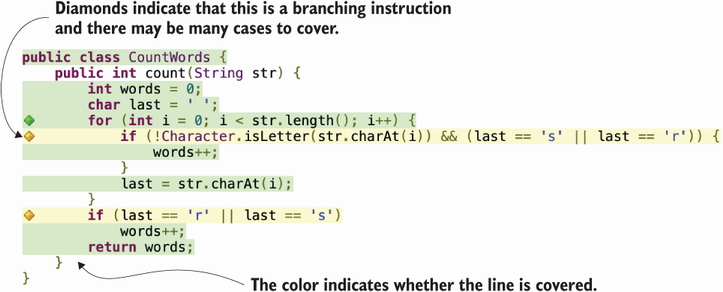 Diamonds indicate that this is a branching instruction
and there may be many cases to cover.
public class CountWords {
    public int count(String str) {
        int words = 0;
        char last = ' ';
        for (int i = 0; i < str.length(); i++) {
            if (!Character.isLetter(str.charAt(i)) && (last == 's' || last == 'r')) {
                words++;
            }
            last = str.charAt(i);
        }
        if (last == 'r' || last == 's')
            words++;
        return words;
    }
}
The color indicates whether the line is covered.